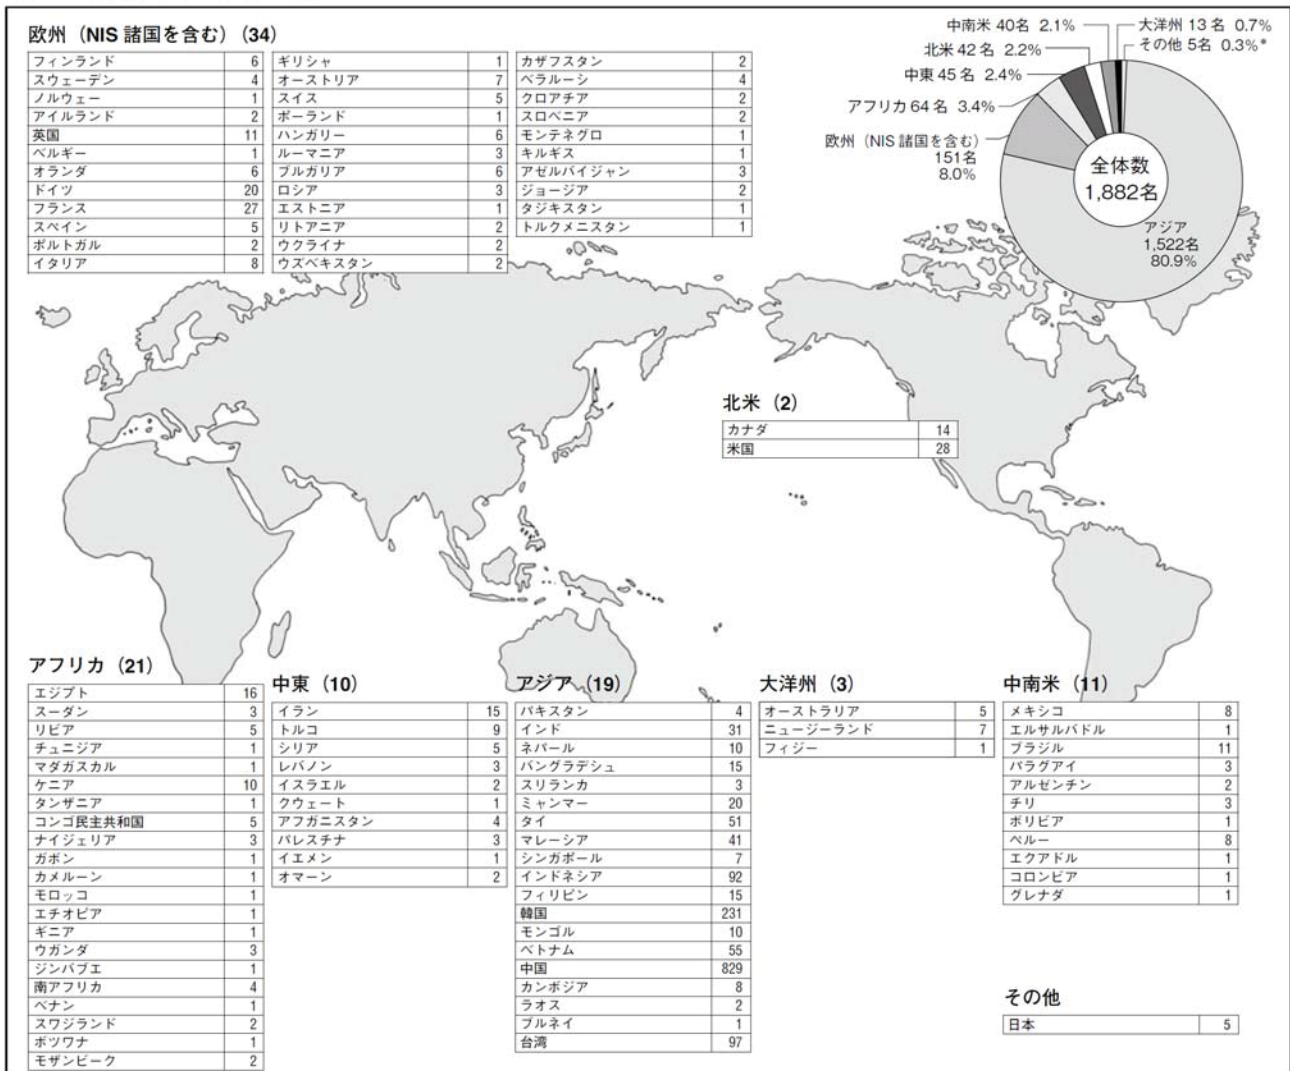 欧州（NIS 諸国を含む）(34)
フィンランド 6
スウェーデン 4
ノルウェー 1
アイルランド 2
英国 11
ベルギー 1
オランダ 6
ドイツ 20
フランス 27
スペイン 5
ポルトガル 2
イタリア 8
ギリシャ 1
オーストリア 7
スイス 5
ポーランド 1
ハンガリー 6
ルーマニア 3
ブルガリア 6
ロシア 3
エストニア 1
リトアニア 2
ウクライナ 2
ウズベキスタン 2
カザフスタン 2
ベラルーシ 4
クロアチア 2
スロベニア 2
モンテネグロ 1
キルギス 1
アゼルバイジャン 3
ジョージア 2
タジキスタン 1
トルクメニスタン 1
中南米 40名 2.1%
北米 42名 2.2%
中東 45名 2.4%
アフリカ 64名 3.4%
欧州（NIS 諸国を含む）
151名
8.0%
大洋州 13名 0.7%
その他 5名 0.3%*
全体数
1,882名
アジア
1,522名
80.9%
北米（2）
カナダ 14
米国 28
アフリカ（21）
エジプト 16
スーダン 3
リビア 5
チュニジア 1
マダガスカル 1
ケニア 10
タンザニア 1
コンゴ民主共和国 5
ナイジェリア 3
ガボン 1
カメルーン 1
モロッコ 1
エチオピア 1
ギニア 1
ウガンダ 3
ジンバブエ 1
南アフリカ 4
ベナン 1
スワジランド 2
ボツワナ 1
モザンビーク 2
中東（10）
イラン 15
トルコ 9
シリア 5
レバノン 3
イスラエル 2
クウェート 1
アフガニスタン 4
パレスチナ 3
イエメン 1
オマーン 2
アジア（19）
パキスタン 4
インド 31
ネパール 10
バングラデシュ 15
スリランカ 3
ミャンマー 20
タイ 51
マレーシア 41
シンガポール 7
インドネシア 92
フィリピン 15
韓国 231
モンゴル 10
ベトナム 55
中国 829
カンボジア 8
ラオス 2
ブルネイ 1
台湾 97
大洋州（3）
オーストラリア 5
ニュージーランド 7
フィジー 1
中南米（11）
メキシコ 8
エルサルバドル 1
ブラジル 11
パラグアイ 3
アルゼンチン 2
チリ 3
ボリビア 1
ペルー 8
エクアドル 1
コロンビア 1
グレナダ 1
その他
日本 5